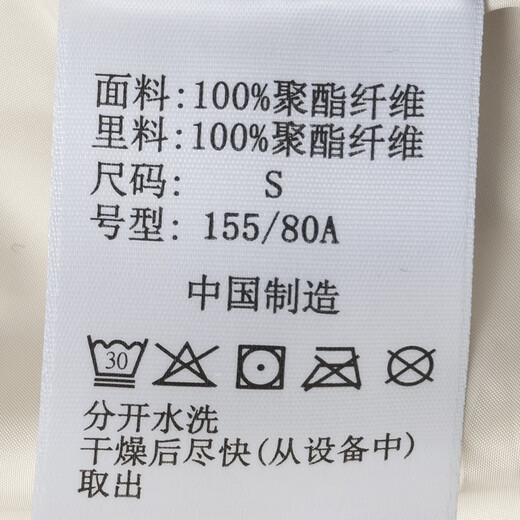 面料:100%聚酯纤维
里料:100%聚酯纤维
尺码: S
号型: 155/80A
中国制造
30
分开水洗
干燥后尽快(从设备中)
取出